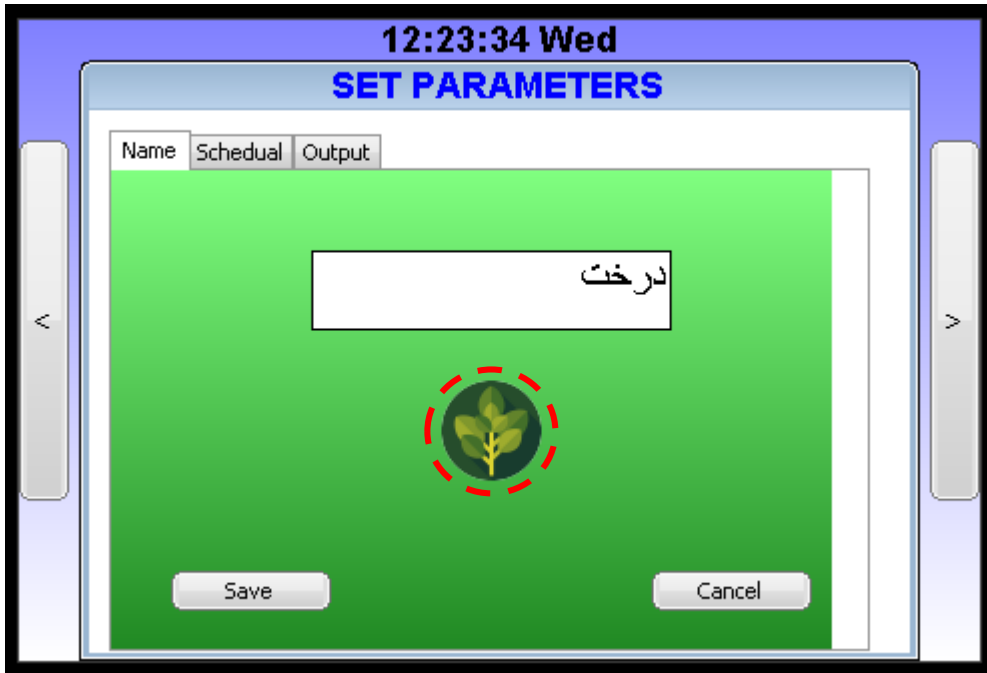 12:23:34 Wed
SET PARAMETERS
Name Schedual Output
درخت
<
>
Save Cancel